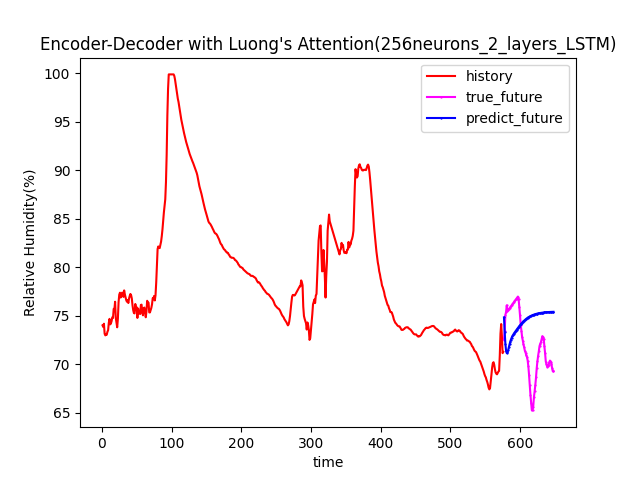 Encoder-Decoder with Luong's Attention(256neurons_2_layers_LSTM)
history
true_future
predict_future
Relative Humidity(%)
100
95
90
85
80
75
70
65
0 100 200 300 400 500 600
time